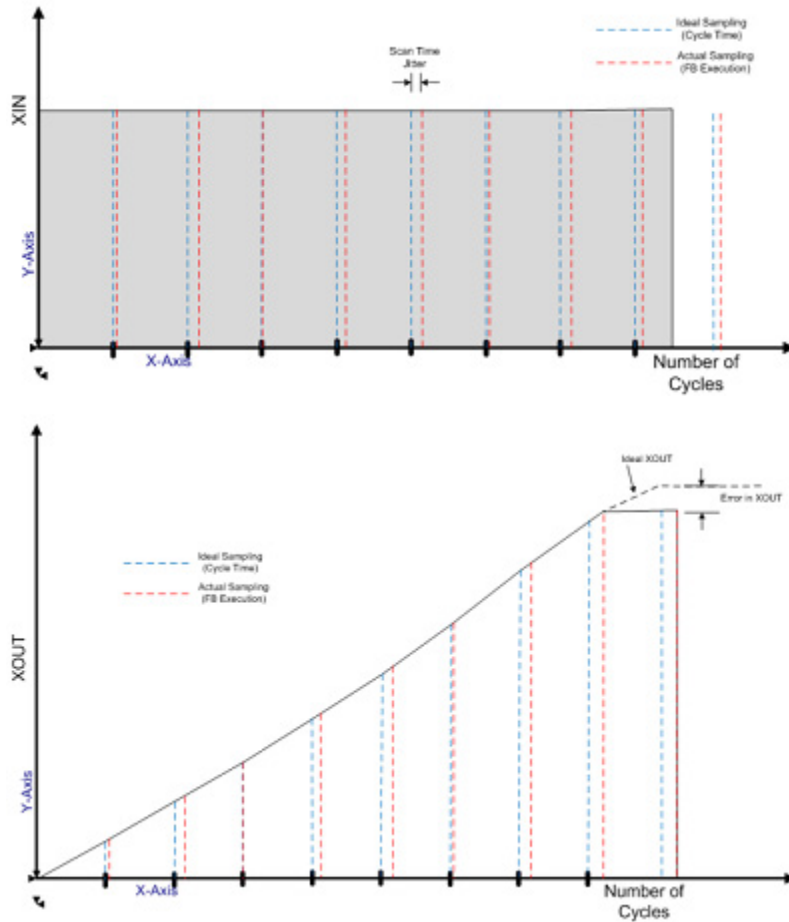 Ideal Sampling
(Cycle Time)
Actual Sampling
(FB Execution)
Scan Time
Jitter
XIN
Y-Axis
X-Axis
Number of
Cycles
Ideal XOUT
Error in XOUT
Ideal Sampling
(Cycle Time)
Actual Sampling
(FB Execution)
XOUT
Y-Axis
X-Axis
Number of
Cycles